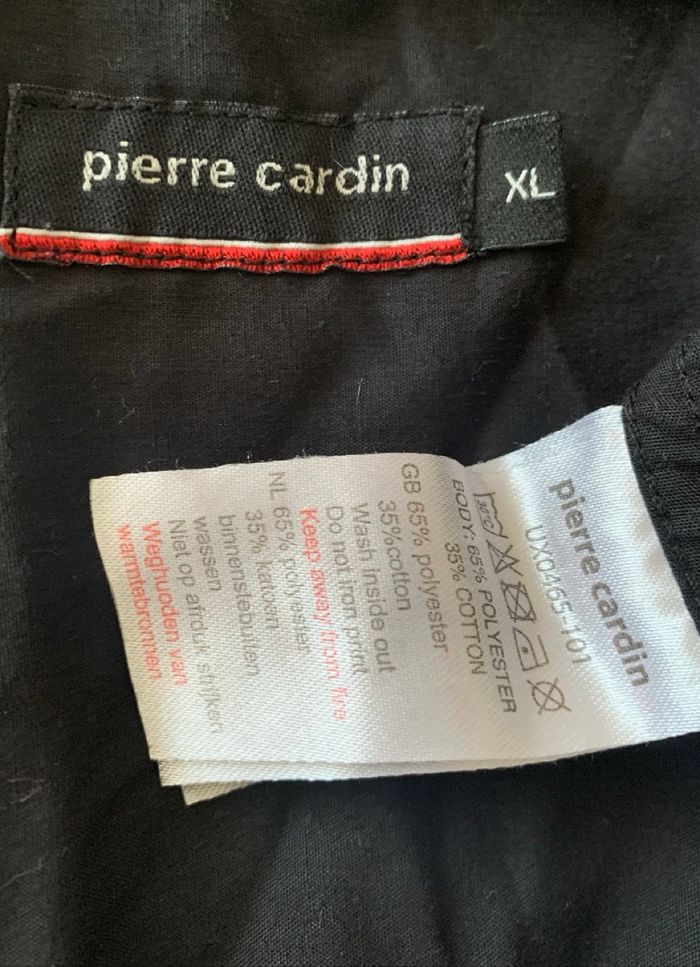 pierre cardin
XL
pierre cardin
UX0465-101
30°C
BODY: 65% POLYESTER
35% COTTON
GB 65% polyester
35%cotton
Wash inside out
Do not iron print
Keep away from fire
NL 65% polyester
35% katoen
binnenstebuiten
wassen
Niet op afdruk strijken
Weghuoden van
warmtebronnen